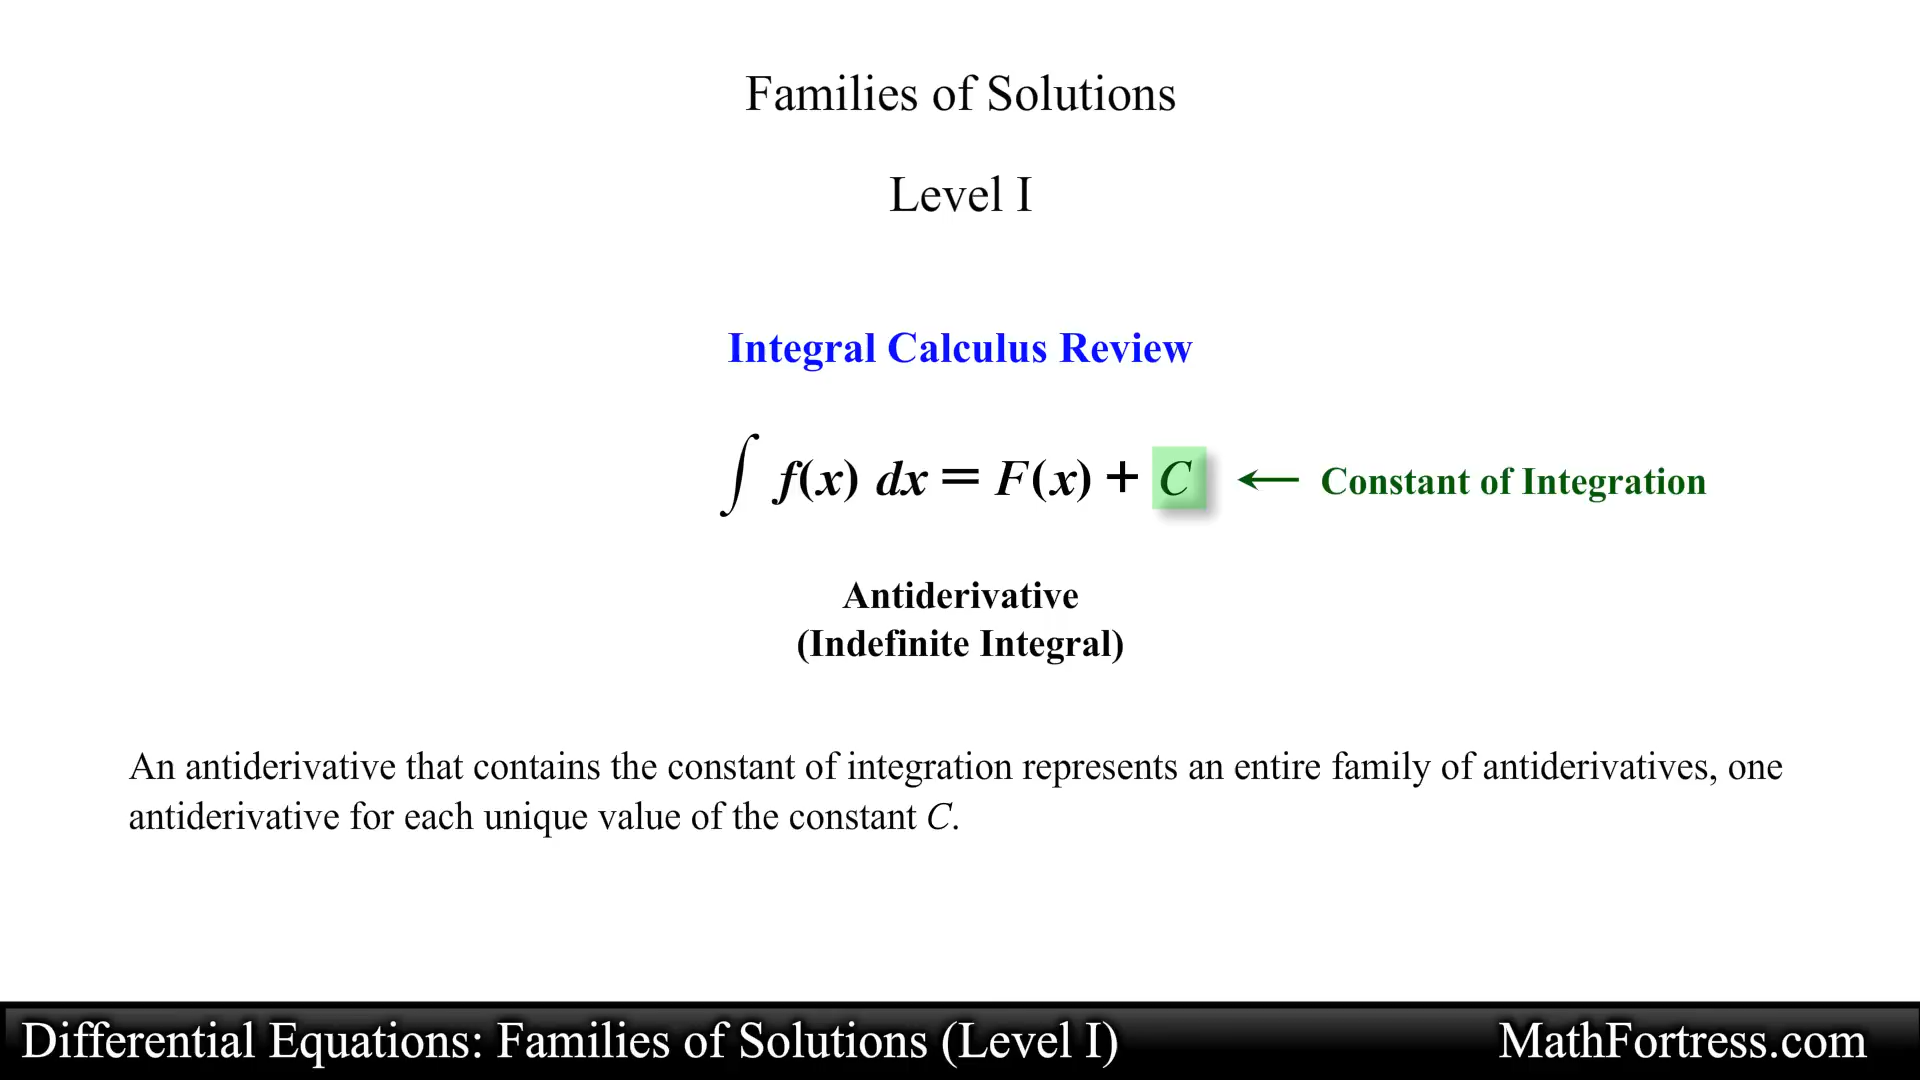 Families of Solutions
Level I
Integral Calculus Review
∫ f(x) dx = F(x) + C ← Constant of Integration
Antiderivative
(Indefinite Integral)
An antiderivative that contains the constant of integration represents an entire family of antiderivatives, one
antiderivative for each unique value of the constant C.
Differential Equations: Families of Solutions (Level I) MathFortress.com